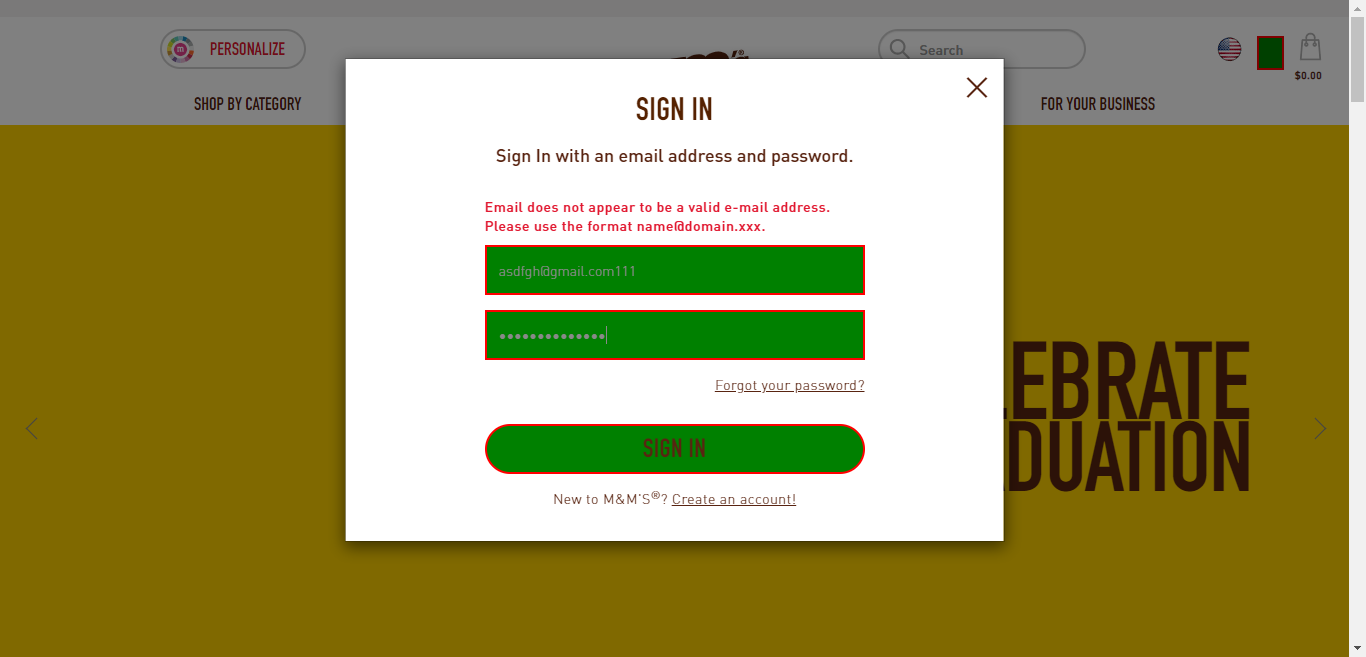 PERSONALIZE
Search
$0.00
SHOP BY CATEGORY
FOR YOUR BUSINESS
SIGN IN
Sign In with an email address and password.
Email does not appear to be a valid e-mail address.
Please use the format name@domain.xxx.
asdfgh@gmail.com111
••••••••••••••
Forgot your password?
SIGN IN
New to M&M'S®? Create an account!